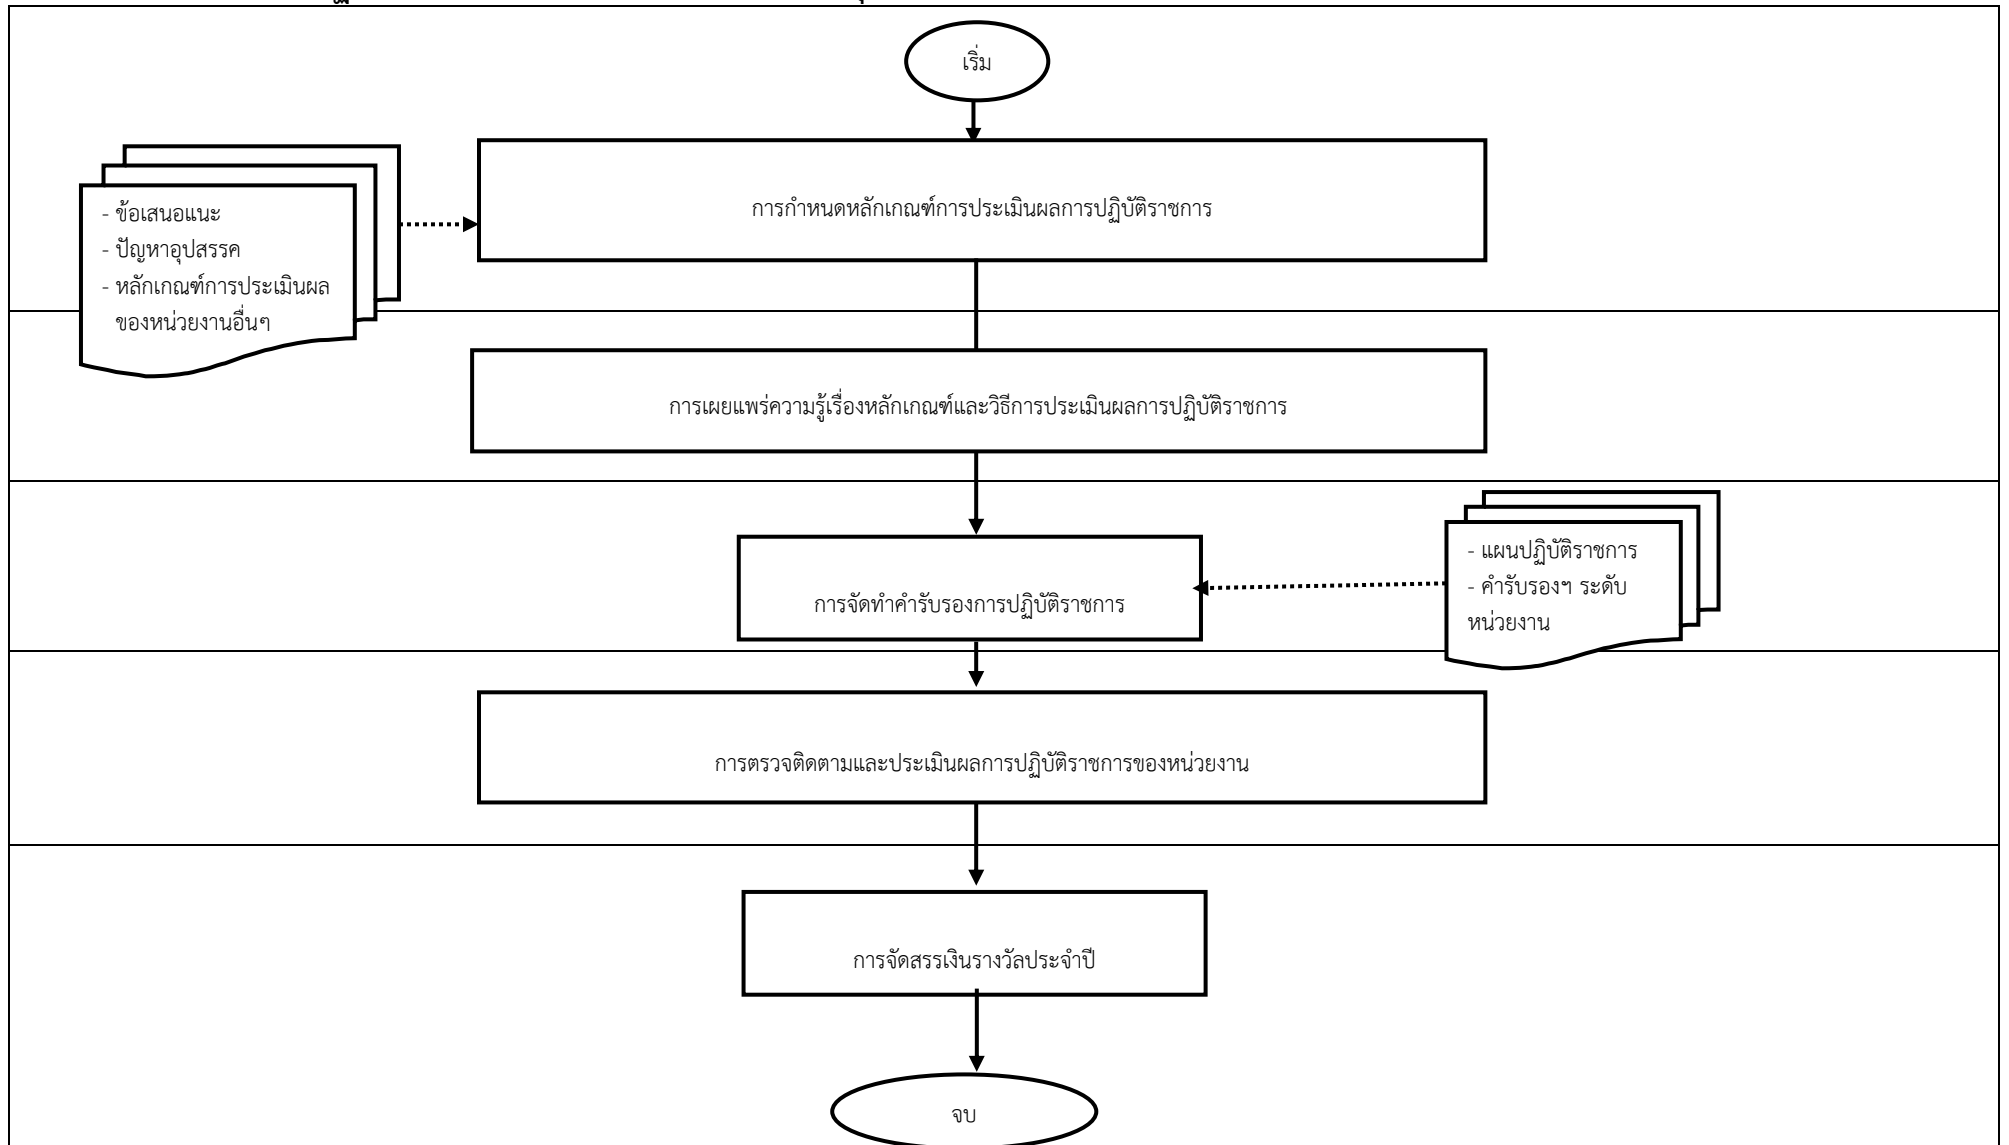 เริ่ม
การกำหนดหลักเกณฑ์การประเมินผลการปฏิบัติราชการ
- ข้อเสนอแนะ
- ปัญหาอุปสรรค
- หลักเกณฑ์การประเมินผล
ของหน่วยงานอื่นๆ
การเผยแพร่ความรู้เรื่องหลักเกณฑ์และวิธีการประเมินผลการปฏิบัติราชการ
- แผนปฏิบัติราชการ
- คำรับรองฯ ระดับ
หน่วยงาน
การจัดทำคำรับรองการปฏิบัติราชการ
การตรวจติดตามและประเมินผลการปฏิบัติราชการของหน่วยงาน
การจัดสรรเงินรางวัลประจำปี
จบ